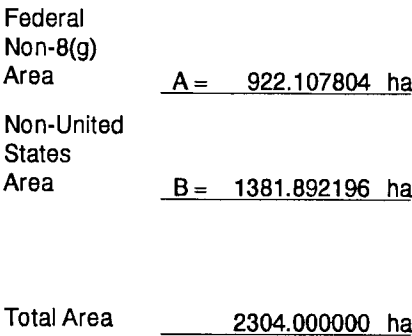 Federal
Non-8(g)
Area A = 922.107804 ha
Non-United
States
Area B = 1381.892196 ha
Total Area 2304.000000 ha